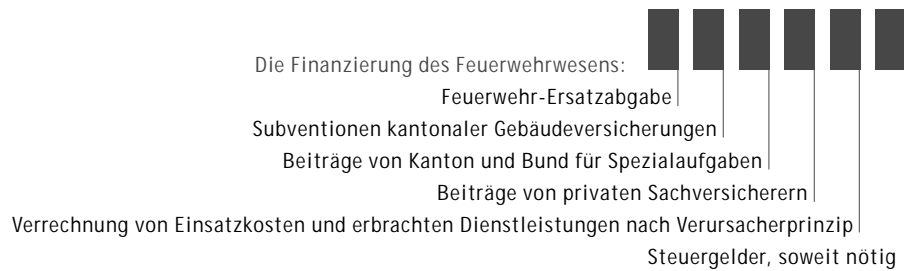 Die Finanzierung des Feuerwehrwesens:
Feuerwehr-Ersatzabgabe
Subventionen kantonaler Gebäudeversicherungen
Beiträge von Kanton und Bund für Spezialaufgaben
Beiträge von privaten Sachversicherern
Verrechnung von Einsatzkosten und erbrachten Dienstleistungen nach Verursacherprinzip
Steuergelder, soweit nötig